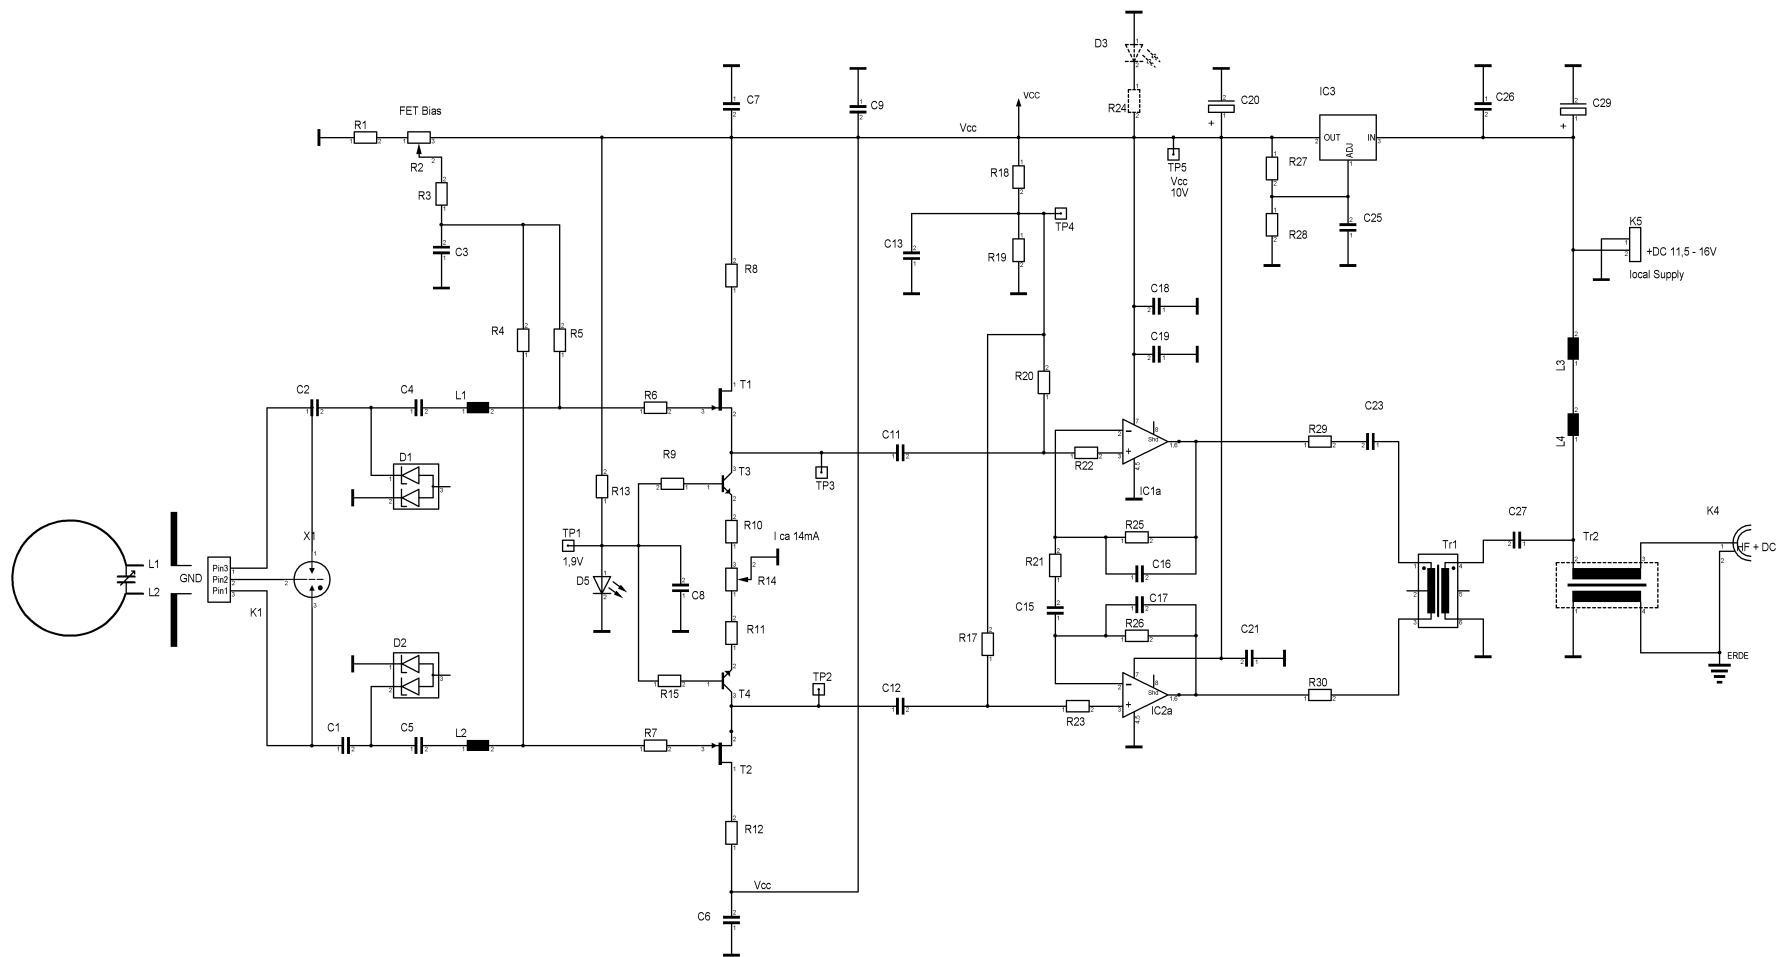 D3
R24
C7
C9
C20
IC3
C26
C29
FET Bias
VCC
R1
R2
Vcc
OUT
IN
ADJ
R3
R18
TP5
Vcc
10V
R27
TP4
C3
C13
R19
R28
C25
K5
+DC 11,5 - 16V
local Supply
R8
C18
R4
R5
C19
L3
C2
C4
L1
R6
T1
R20
C23
L4
C11
R29
D1
R9
T3
TP3
R22
Shd
IC1a
R13
R10
I ca 14mA
C27
K4
X1
TP1
1,9V
R25
HF + DC
Tr1
Tr2
L1
GND
Pin3
Pin2
Pin1
D5
R14
R21
C16
L2
K1
C8
C15
C17
R11
R17
R26
D2
C21
ERDE
TP2
R15
T4
C12
R23
Shd
IC2a
R30
C1
C5
L2
R7
T2
R12
Vcc
C6